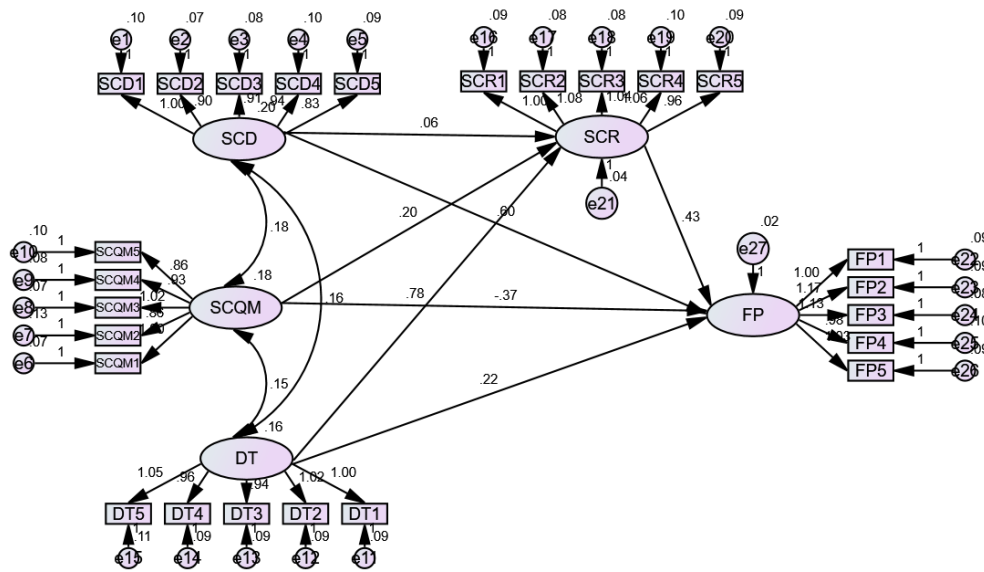 .10 .07 .08 .10 .09
e1 e2 e3 e4 e5
1 1 1 1 1
SCD1 SCD2 SCD3 SCD4 SCD5
1.00 .90 .91 .94 .83
.20
SCD
.09 .08 .08 .10 .09
e16 e17 e18 e19 e20
1 1 1 1 1
SCR1 SCR2 SCR3 SCR4 SCR5
1.00 1.08 1.04 1.06 .96
SCR
1
.04
e21
.06
.20
.60
.43
.18
.02
e27
1
.10
e10 1 SCQM5 .86
.08
e9 1 SCQM4 .93
.07
e8 1 SCQM3 1.02
.13
e7 1 SCQM2 .86
.07
e6 1 SCQM1
.18
SCQM
.16
.78
-.37
FP
1.00 FP1 1 e22
1.17 FP2 1 e23 .09
1.13 FP3 1 e24 .08
.98 FP4 1 e25 .10
FP5 1 e26 .09
.15
.22
.16
DT
1.05 .96 .94 1.02 1.00
DT5 DT4 DT3 DT2 DT1
1 1 1 1 1
.11 .09 .09 .09 .09
e15 e14 e13 e12 e11